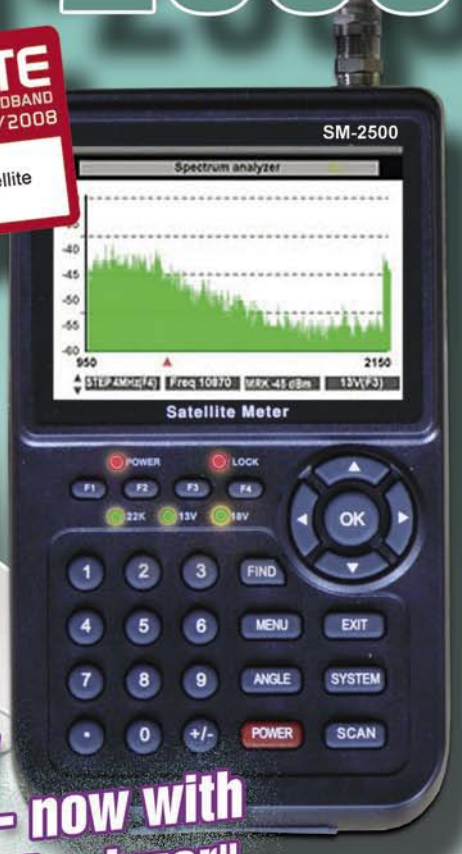 2500
TE
DBAND
/2008
llite
SM-2500
Spectrum analyzer
-40
-45
-50
-55
-60
950
2150
STEP 4MHz(F4) Freq 10870 MRK -45 dBm 13V(F3)
Satellite Meter
POWER LOCK
F1 F2 F3 F4
22K 13V 18V
OK
1 2 3 FIND
4 5 6 MENU EXIT
7 8 9 ANGLE SYSTEM
• 0 +/- POWER SCAN
- now with